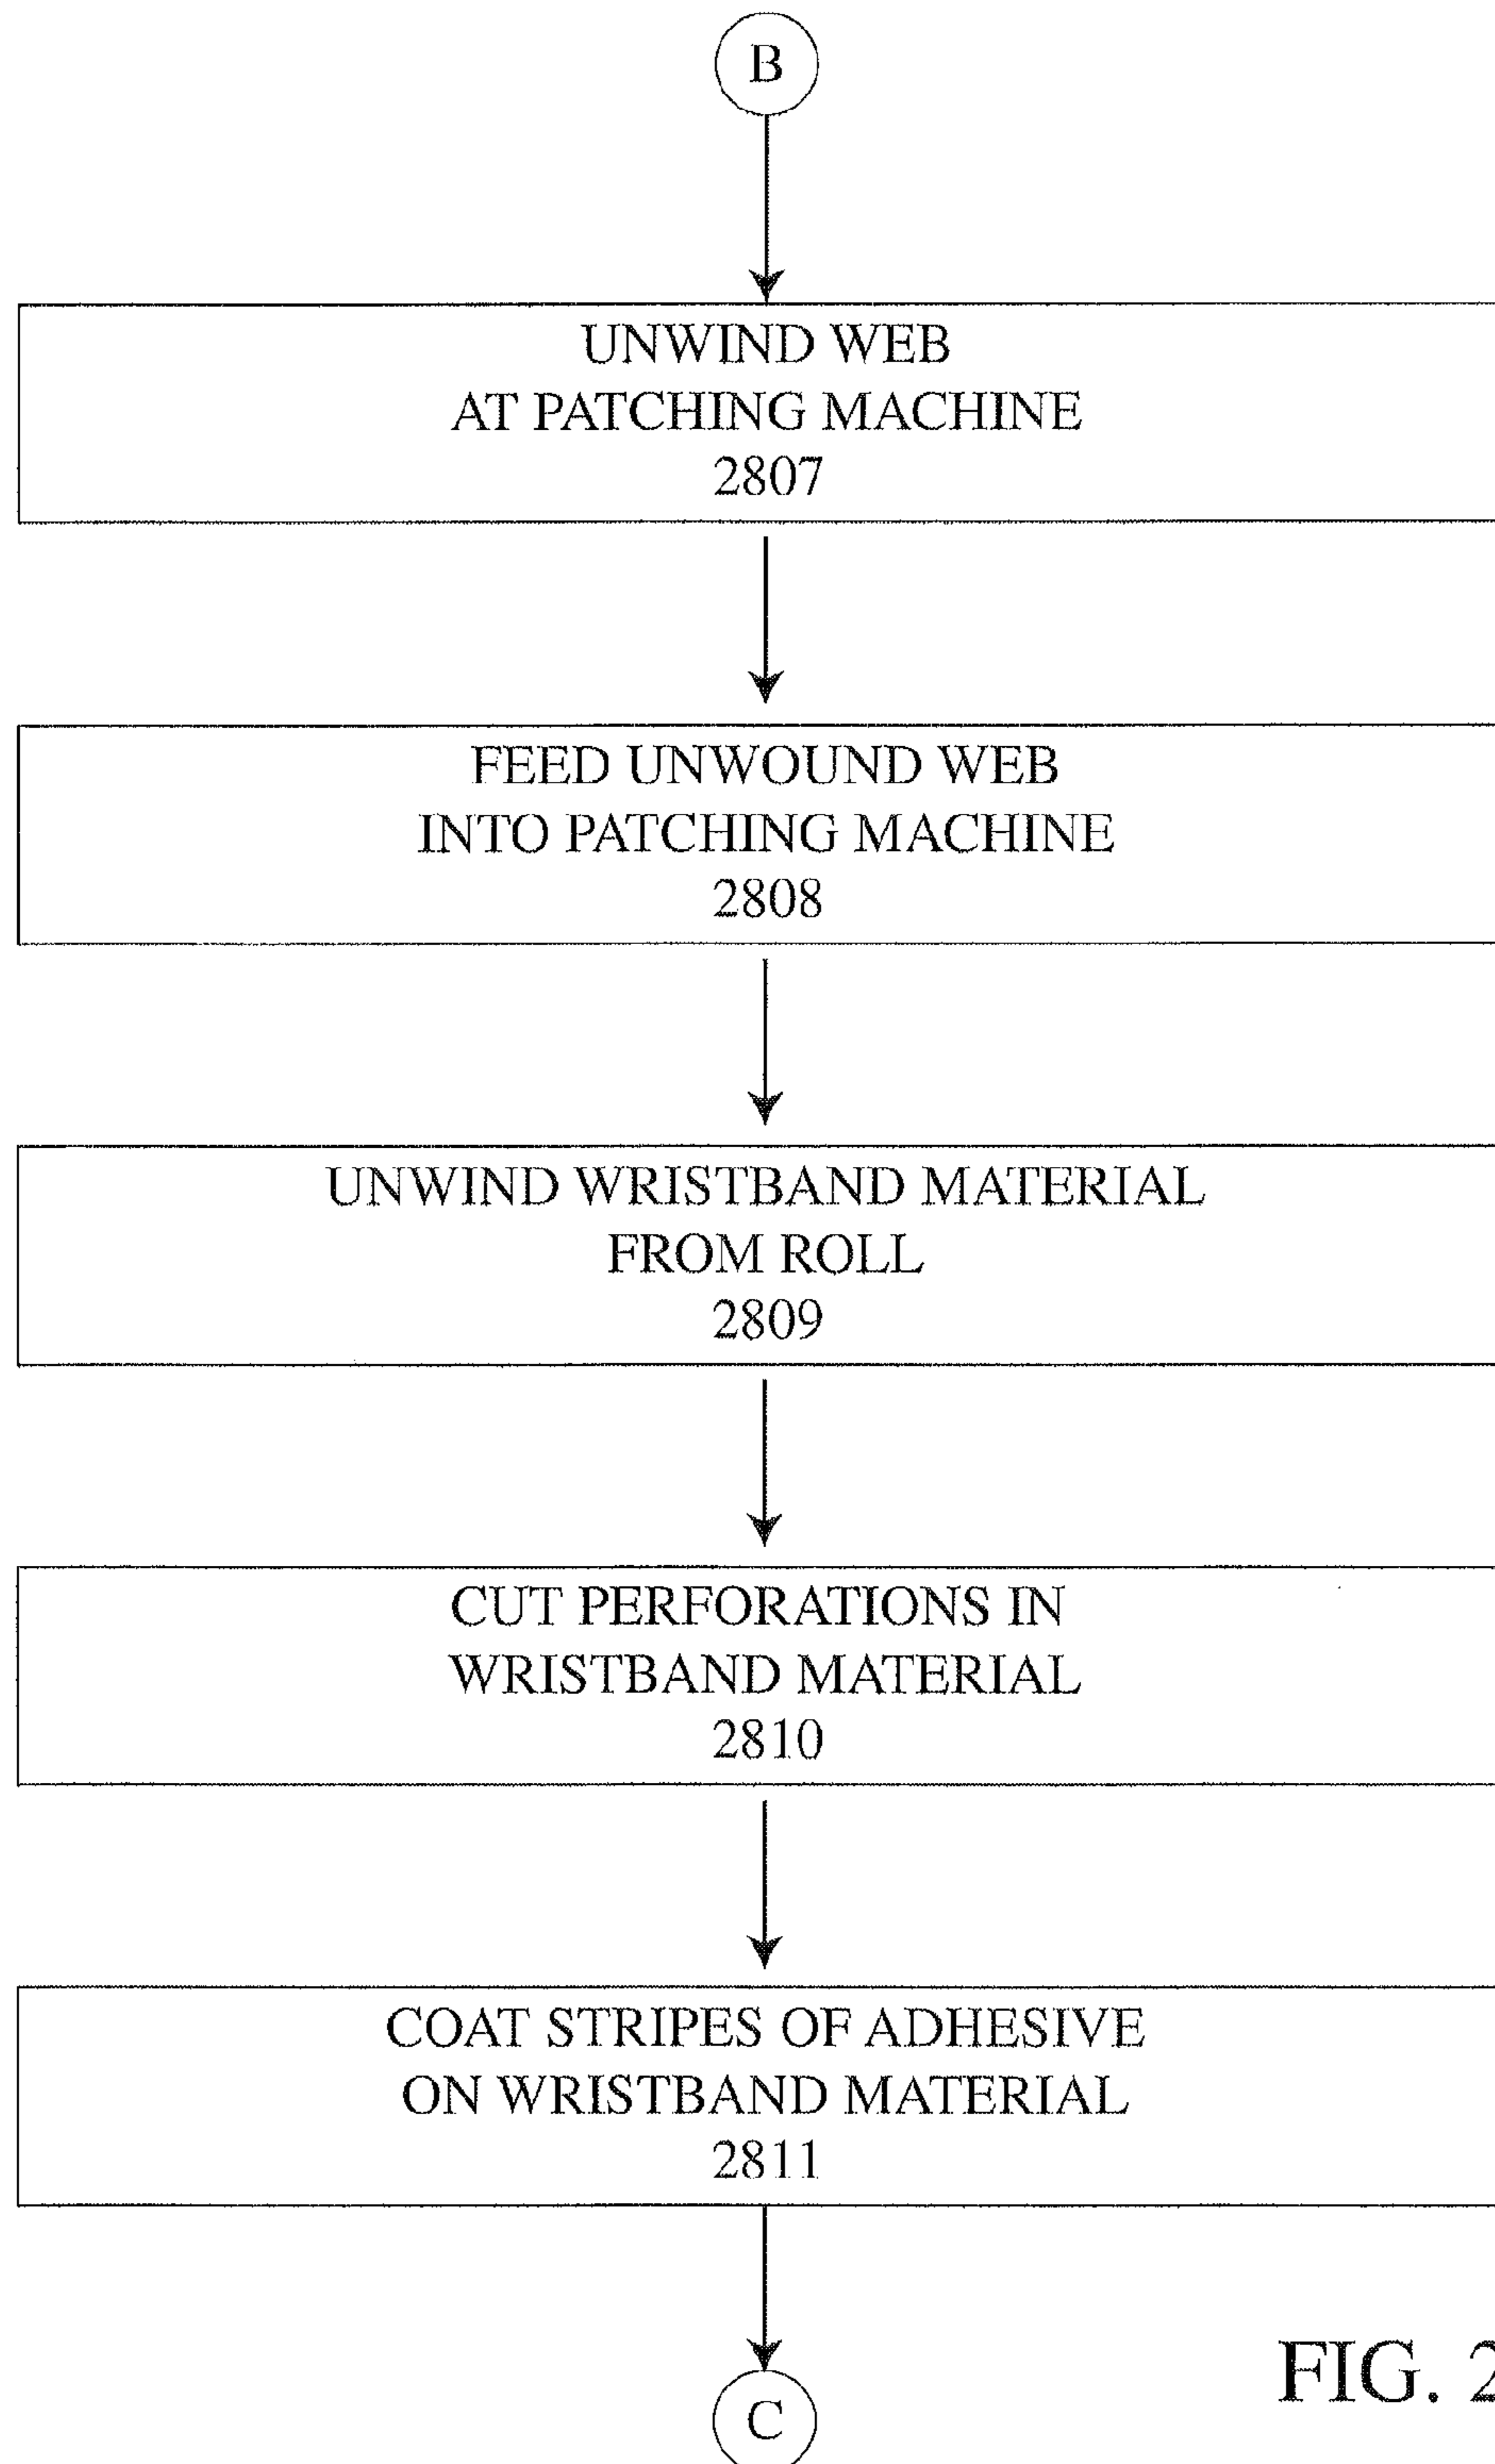 B
UNWIND WEB
AT PATCHING MACHINE
2807
FEED UNWOUND WEB
INTO PATCHING MACHINE
2808
UNWIND WRISTBAND MATERIAL
FROM ROLL
2809
CUT PERFORATIONS IN
WRISTBAND MATERIAL
2810
COAT STRIPES OF ADHESIVE
ON WRISTBAND MATERIAL
2811
FIG. 2
C